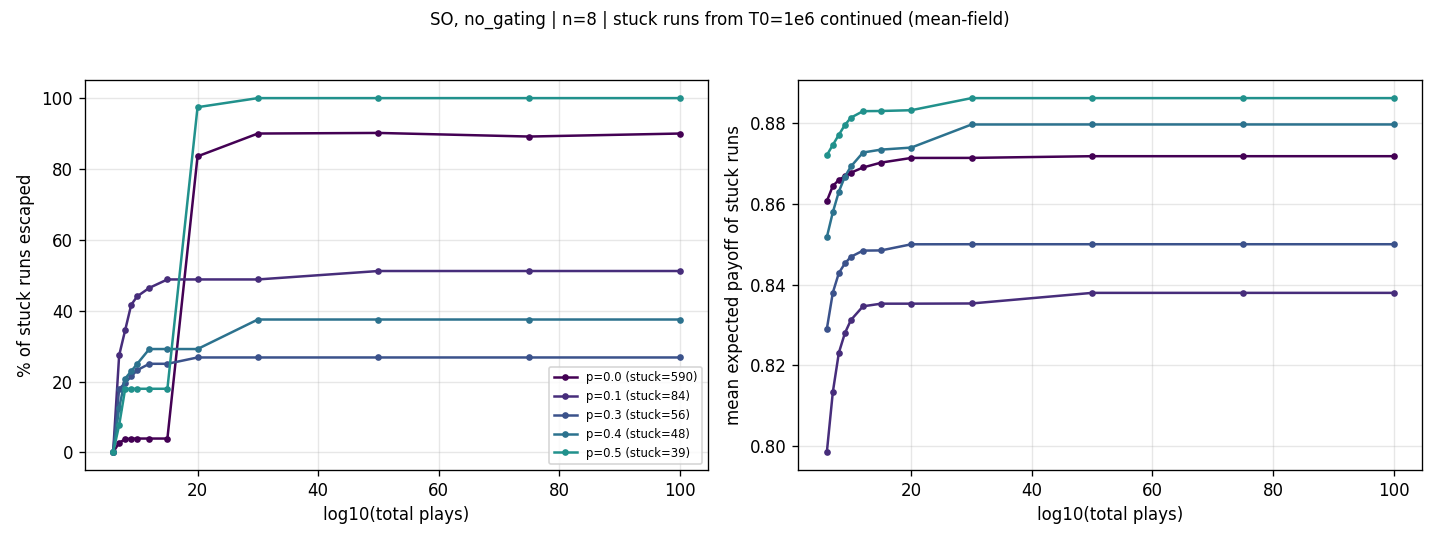 SO, no_gating | n=8 | stuck runs from T0=1e6 continued (mean-field)
% of stuck runs escaped
100
80
60
40
20
0
20
40
60
80
100
log10(total plays)
p=0.0 (stuck=590)
p=0.1 (stuck=84)
p=0.3 (stuck=56)
p=0.4 (stuck=48)
p=0.5 (stuck=39)
mean expected payoff of stuck runs
0.88
0.86
0.84
0.82
0.80
20
40
60
80
100
log10(total plays)